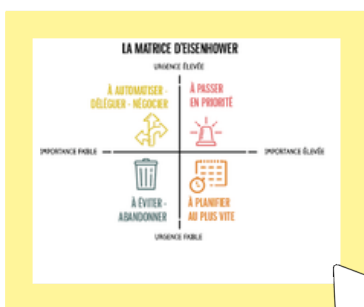 LA MATRICE D'EISENHOWER
URGENCE ÉLEVÉE
À AUTOMATISER -
DÉLÉGUER - NÉGOCIER
À PASSER
EN PRIORITÉ
IMPORTANCE FAIBLE
IMPORTANCE ÉLEVÉE
À ÉVITER -
ABANDONNER
À PLANIFIER
AU PLUS VITE
URGENCE FAIBLE